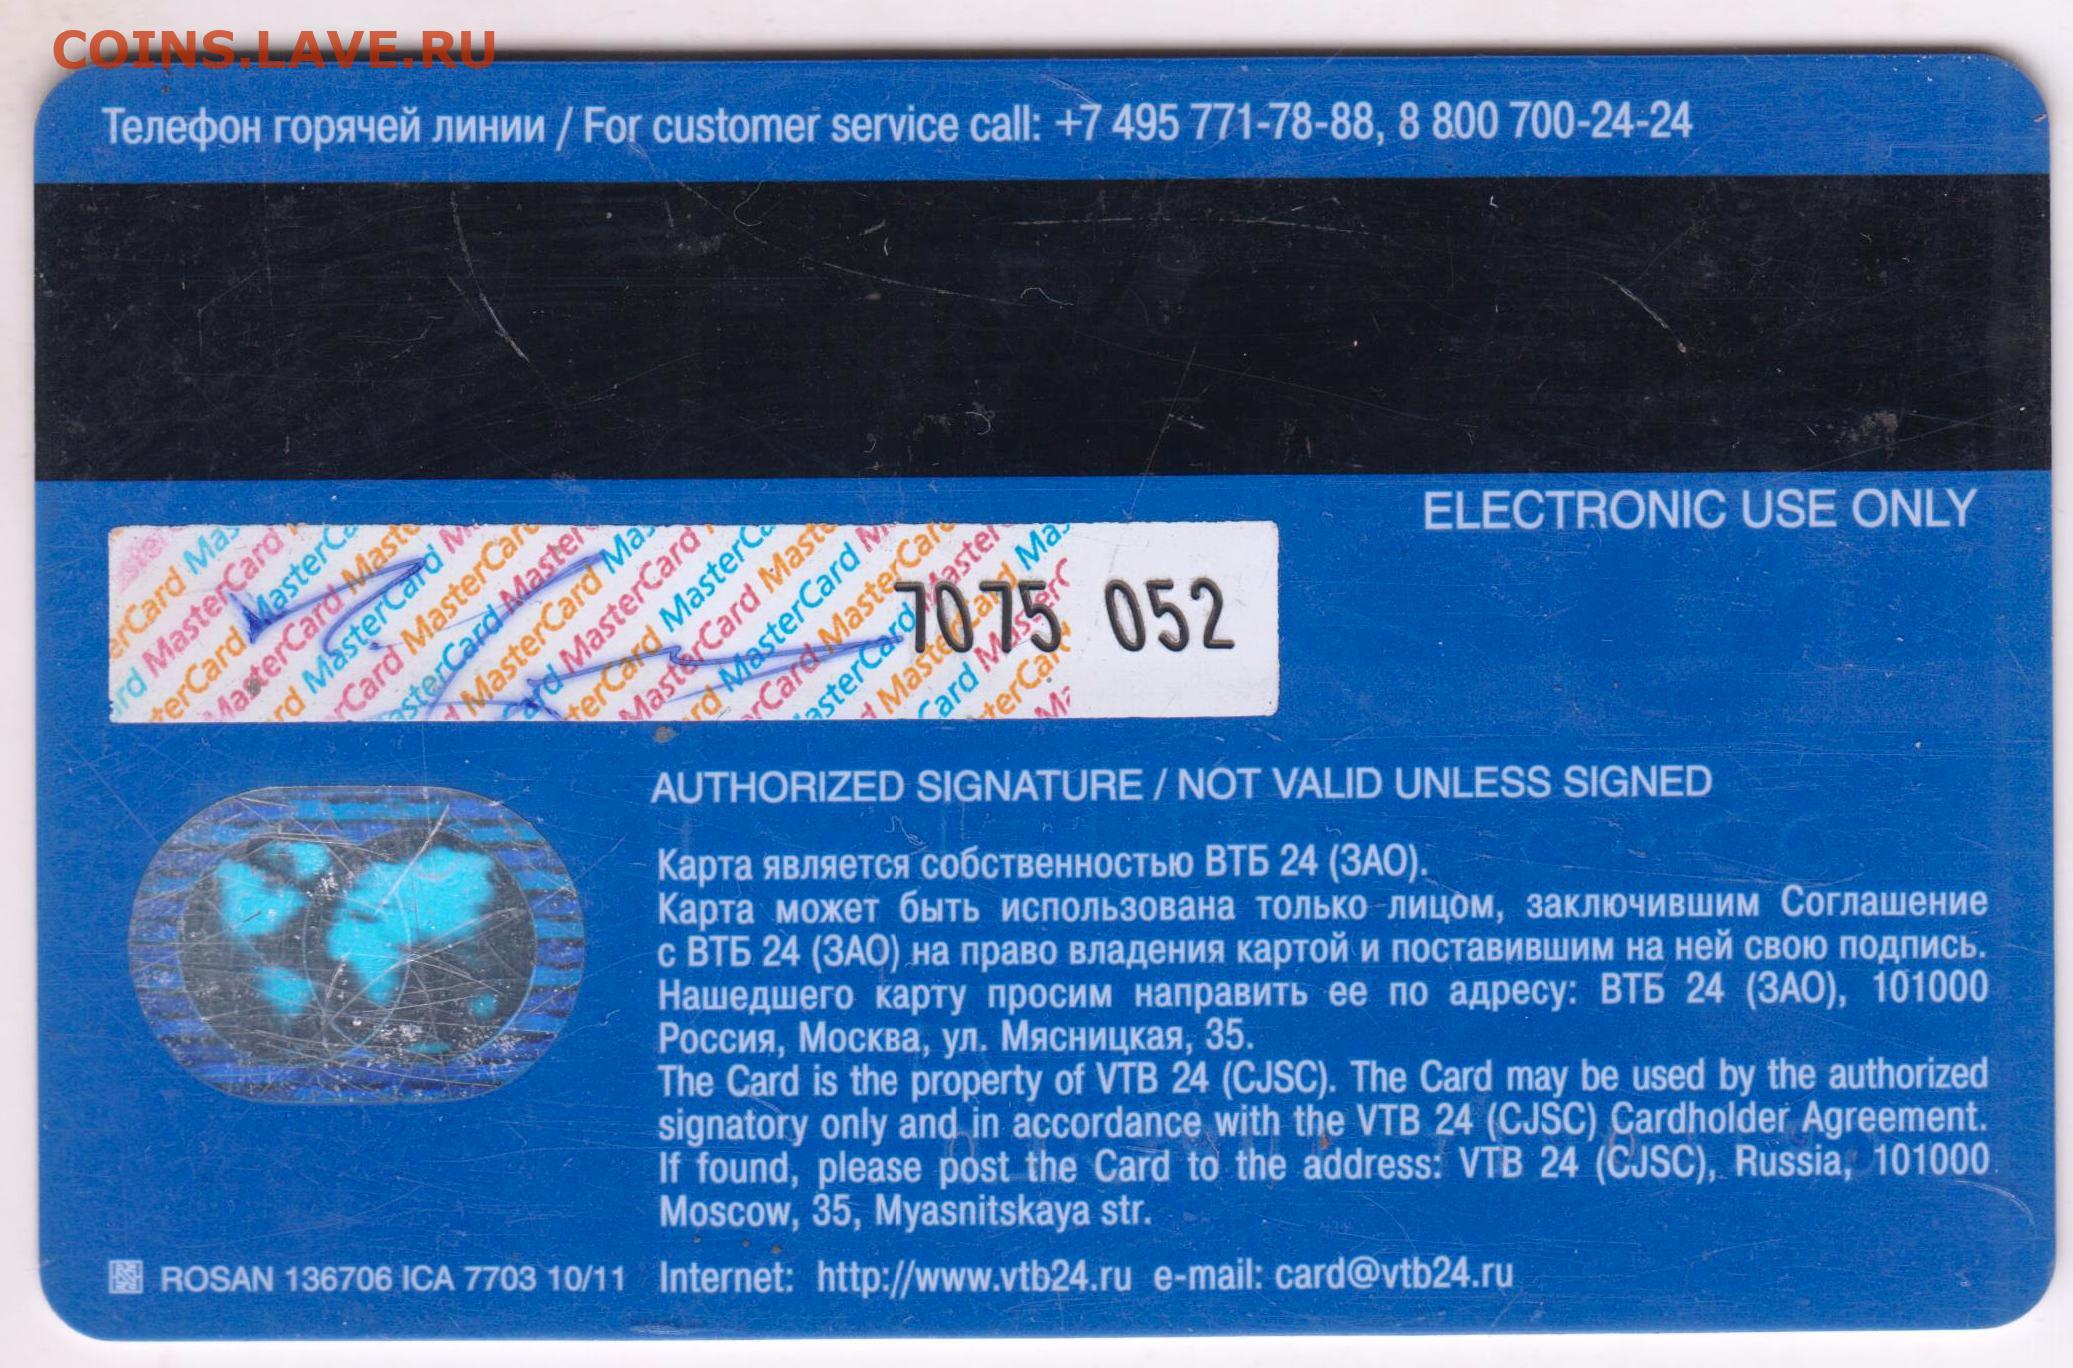 COINS.LAVE.RU
Телефон горячей линии / For customer service call: +7 495 771-78-88, 8 800 700-24-24
ELECTRONIC USE ONLY
MasterCard MasterCard MasterCard
7075 052
AUTHORIZED SIGNATURE / NOT VALID UNLESS SIGNED
Карта является собственностью ВТБ 24 (ЗАО).
Карта может быть использована только лицом, заключившим Соглашение
с ВТБ 24 (ЗАО) на право владения картой и поставившим на ней свою подпись.
Нашедшего карту просим направить ее по адресу: ВТБ 24 (ЗАО), 101000
Россия, Москва, ул. Мясницкая, 35.
The Card is the property of VTB 24 (CJSC). The Card may be used by the authorized
signatory only and in accordance with the VTB 24 (CJSC) Cardholder Agreement.
If found, please post the Card to the address: VTB 24 (CJSC), Russia, 101000
Moscow, 35, Myasnitskaya str.
ROSAN 136706 ICA 7703 10/11
Internet: http://www.vtb24.ru e-mail: card@vtb24.ru